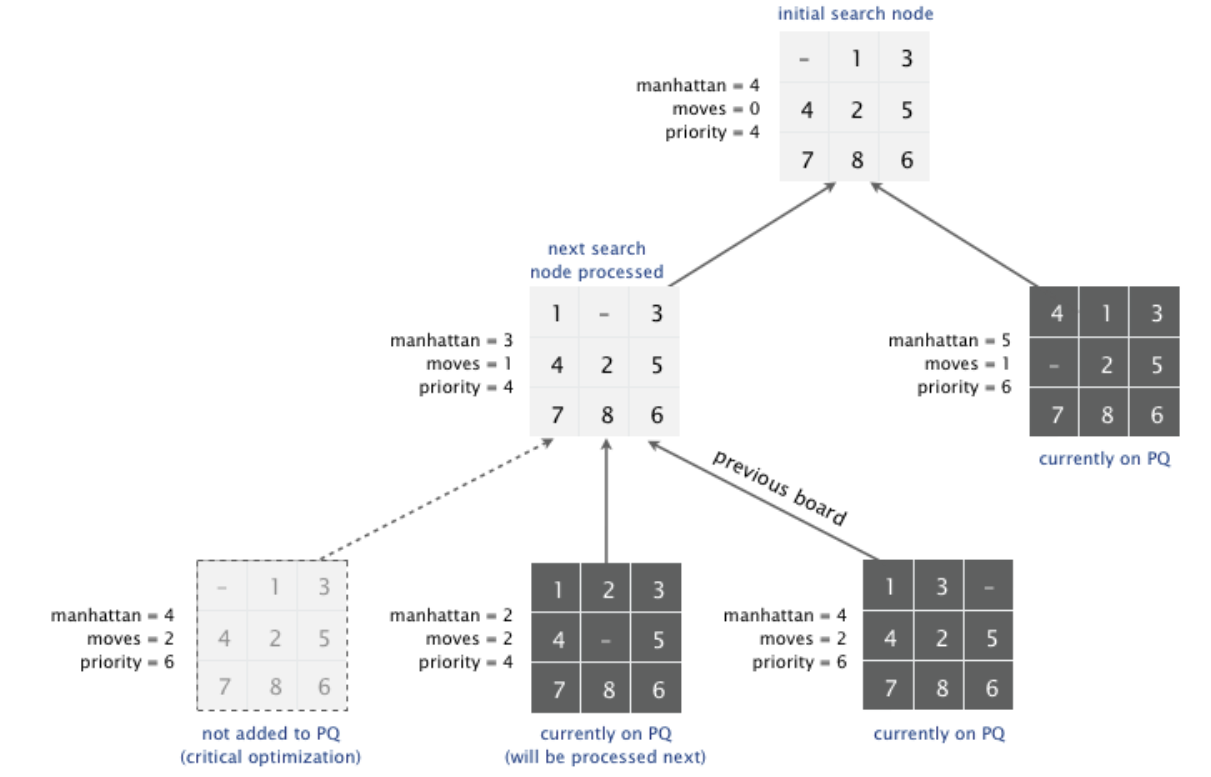 initial search node
- 1 3
4 2 5
7 8 6
manhattan = 4
moves = 0
priority = 4
next search
node processed
1 - 3
4 2 5
7 8 6
manhattan = 3
moves = 1
priority = 4
4 1 3
- 2 5
7 8 6
manhattan = 5
moves = 1
priority = 6
currently on PQ
previous board
- 1 3
4 2 5
7 8 6
manhattan = 4
moves = 2
priority = 6
not added to PQ
(critical optimization)
1 2 3
4 - 5
7 8 6
manhattan = 2
moves = 2
priority = 4
currently on PQ
(will be processed next)
1 3 -
4 2 5
7 8 6
manhattan = 4
moves = 2
priority = 6
currently on PQ